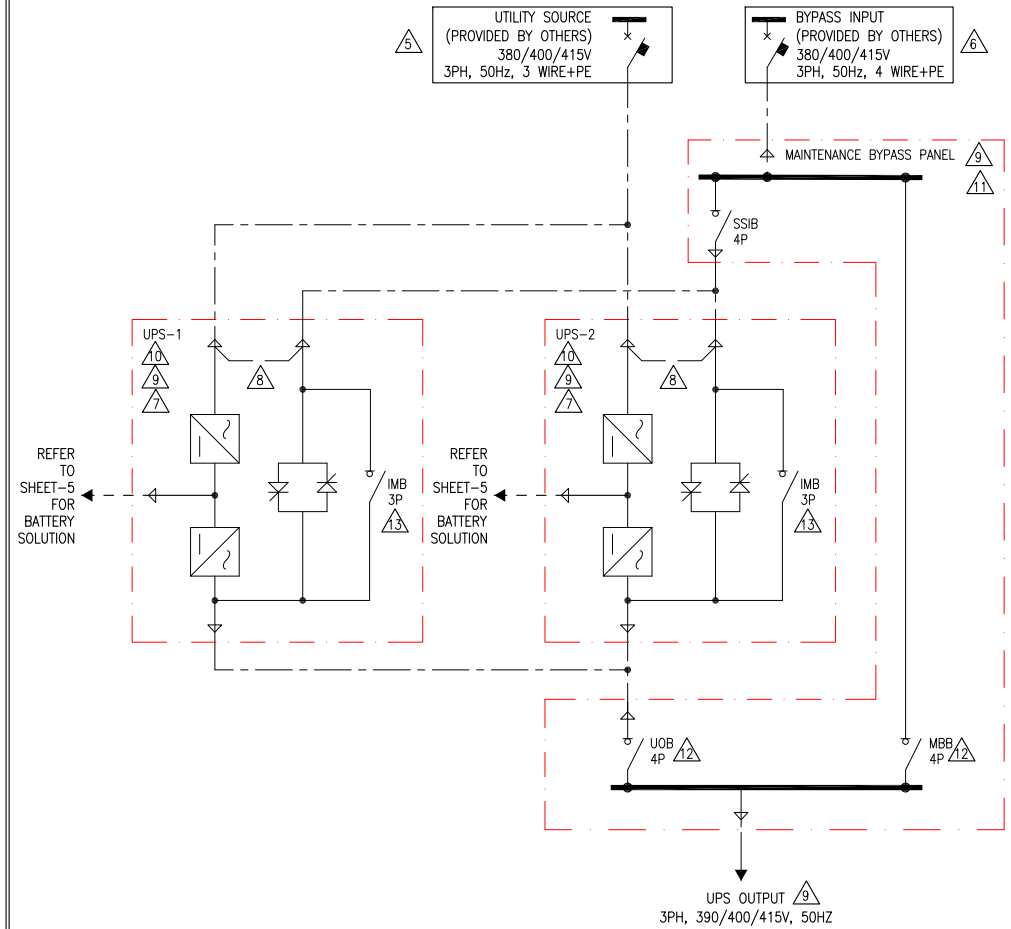 UTILITY SOURCE
(PROVIDED BY OTHERS)
380/400/415V
3PH, 50Hz, 3 WIRE+PE
5
BYPASS INPUT
(PROVIDED BY OTHERS)
380/400/415V
3PH, 50Hz, 4 WIRE+PE
6
MAINTENANCE BYPASS PANEL
9
11
SSIB
4P
UPS-1
10
9
7
8
UPS-2
10
9
7
8
REFER
TO
SHEET-5
FOR
BATTERY
SOLUTION
IMB
3P
13
REFER
TO
SHEET-5
FOR
BATTERY
SOLUTION
IMB
3P
13
UOB
4P
12
MBB
4P
12
UPS OUTPUT
9
3PH, 390/400/415V, 50HZ